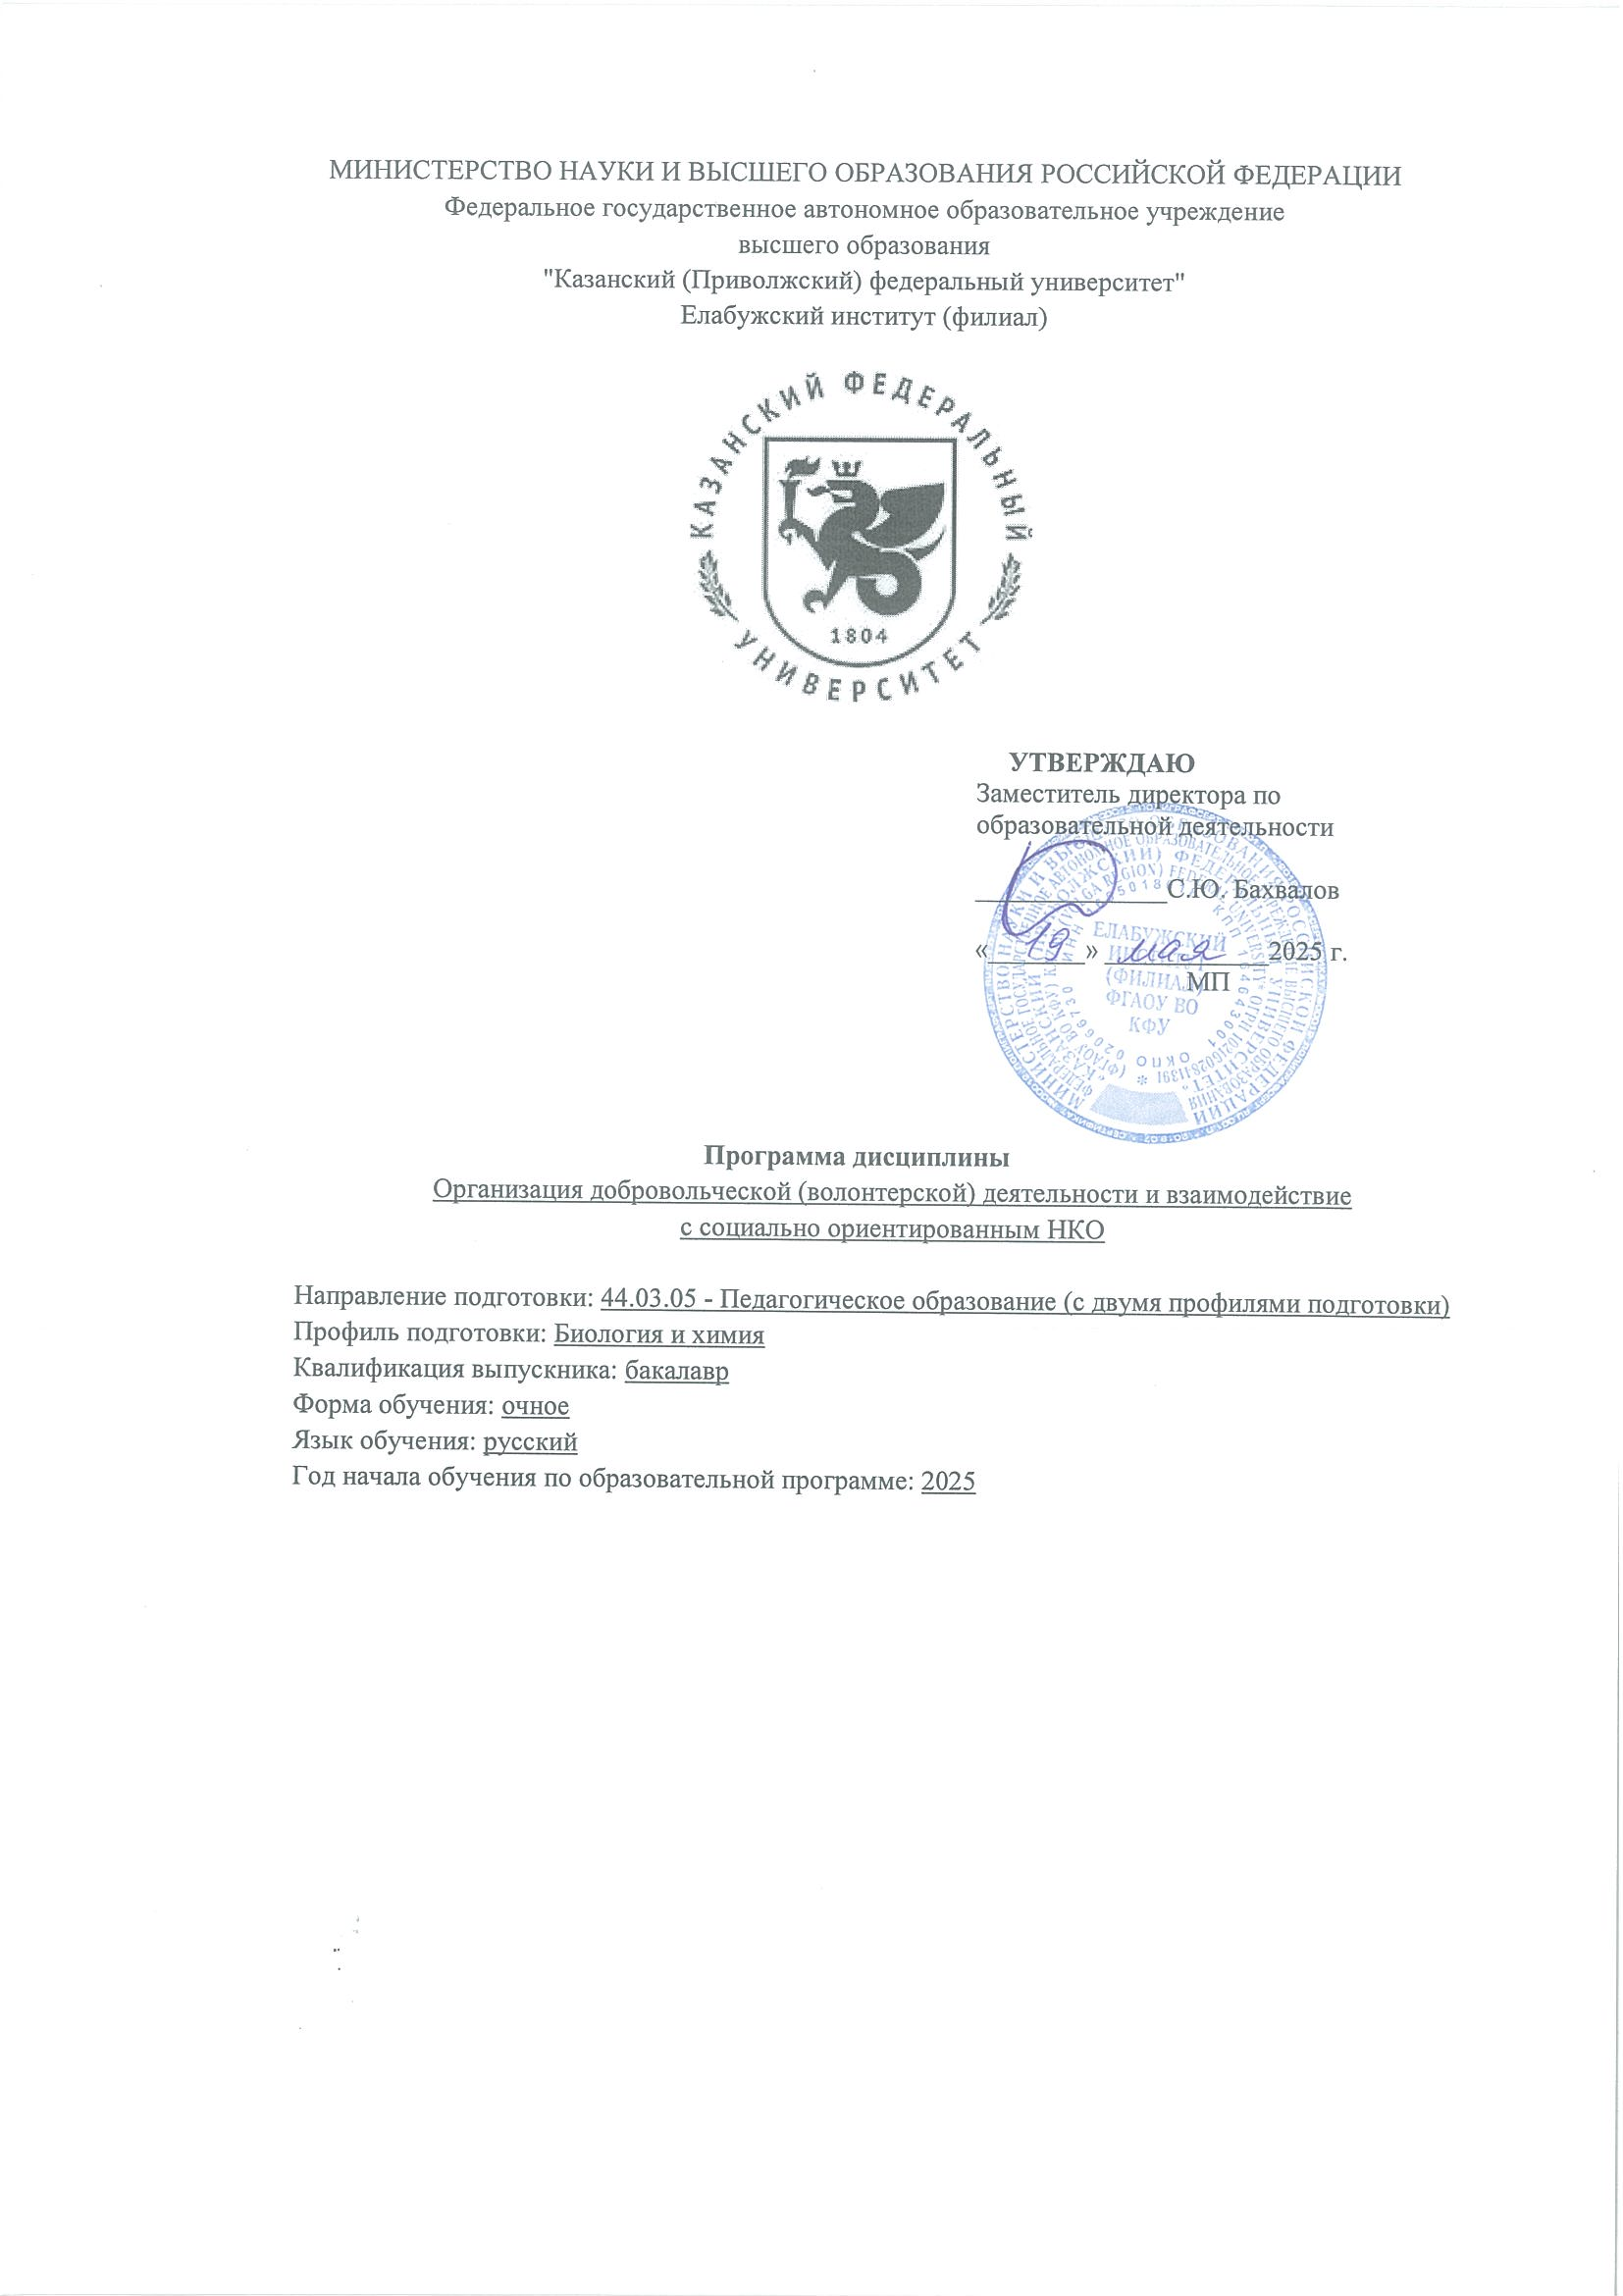 МИНИСТЕРСТВО НАУКИ И ВЫСШЕГО ОБРАЗОВАНИЯ РОССИЙСКОЙ ФЕДЕРАЦИИ
Федеральное государственное автономное образовательное учреждение
высшего образования
"Казанский (Приволжский) федеральный университет"
Елабужский институт (филиал)
КАЗАНСКИЙ ФЕДЕРАЛЬНЫЙ
1804
УНИВЕРСИТЕТ
УТВЕРЖДАЮ
Заместитель директора по
образовательной деятельности
С.Ю. Бахвалов
« 19 » мая 2025 г.
МП
ЕЛАБУЖСКИЙ
(ФИЛИАЛ)
ФГАОУ ВО
КФУ
Программа дисциплины
Организация добровольческой (волонтерской) деятельности и взаимодействие
с социально ориентированным НКО
Направление подготовки: 44.03.05 - Педагогическое образование (с двумя профилями подготовки)
Профиль подготовки: Биология и химия
Квалификация выпускника: бакалавр
Форма обучения: очное
Язык обучения: русский
Год начала обучения по образовательной программе: 2025